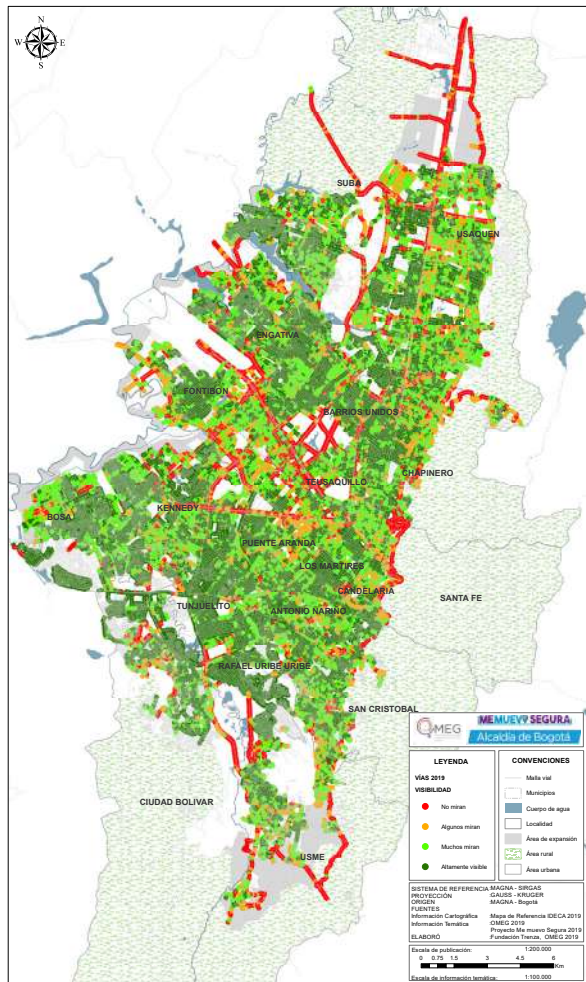 N
W E
S
SUBA
USAQUEN
ENGATIVA
FONTIBON
BARRIOS UNIDOS
CHAPINERO
TEUSAQUILLO
KENNEDY
BOSA
PUENTE ARANDA
LOS MARTIRES
CANDELARIA
SANTA FE
TUNJUELITO
ANTONIO NARIÑO
RAFAEL URIBE URIBE
SAN CRISTOBAL
CIUDAD BOLIVAR
USME
OMEG
MEMUEVO SEGURA
Alcaldía de Bogotá
LEYENDA
VÍAS 2019
VISIBILIDAD
No miran
Algunos miran
Muchos miran
Altamente visible
CONVENCIONES
Malla vial
Municipios
Cuerpo de agua
Localidad
Área de expansión
Área rural
Área urbana
SISTEMA DE REFERENCIA:MAGNA - SIRGAS
PROYECCIÓN :GAUSS - KRUGER
ORIGEN :MAGNA - Bogotá
FUENTES
Información Cartográfica :Mapa de Referencia IDECA 2019
Información Temática :OMEG 2019
Proyecto Me muevo Segura 2019
ELABORÓ :Fundación Trenza, OMEG 2019
Escala de publicación: 1:200.000
0 0.75 1.5 3 4.5 6
Km
Escala de información temática: 1:100.000